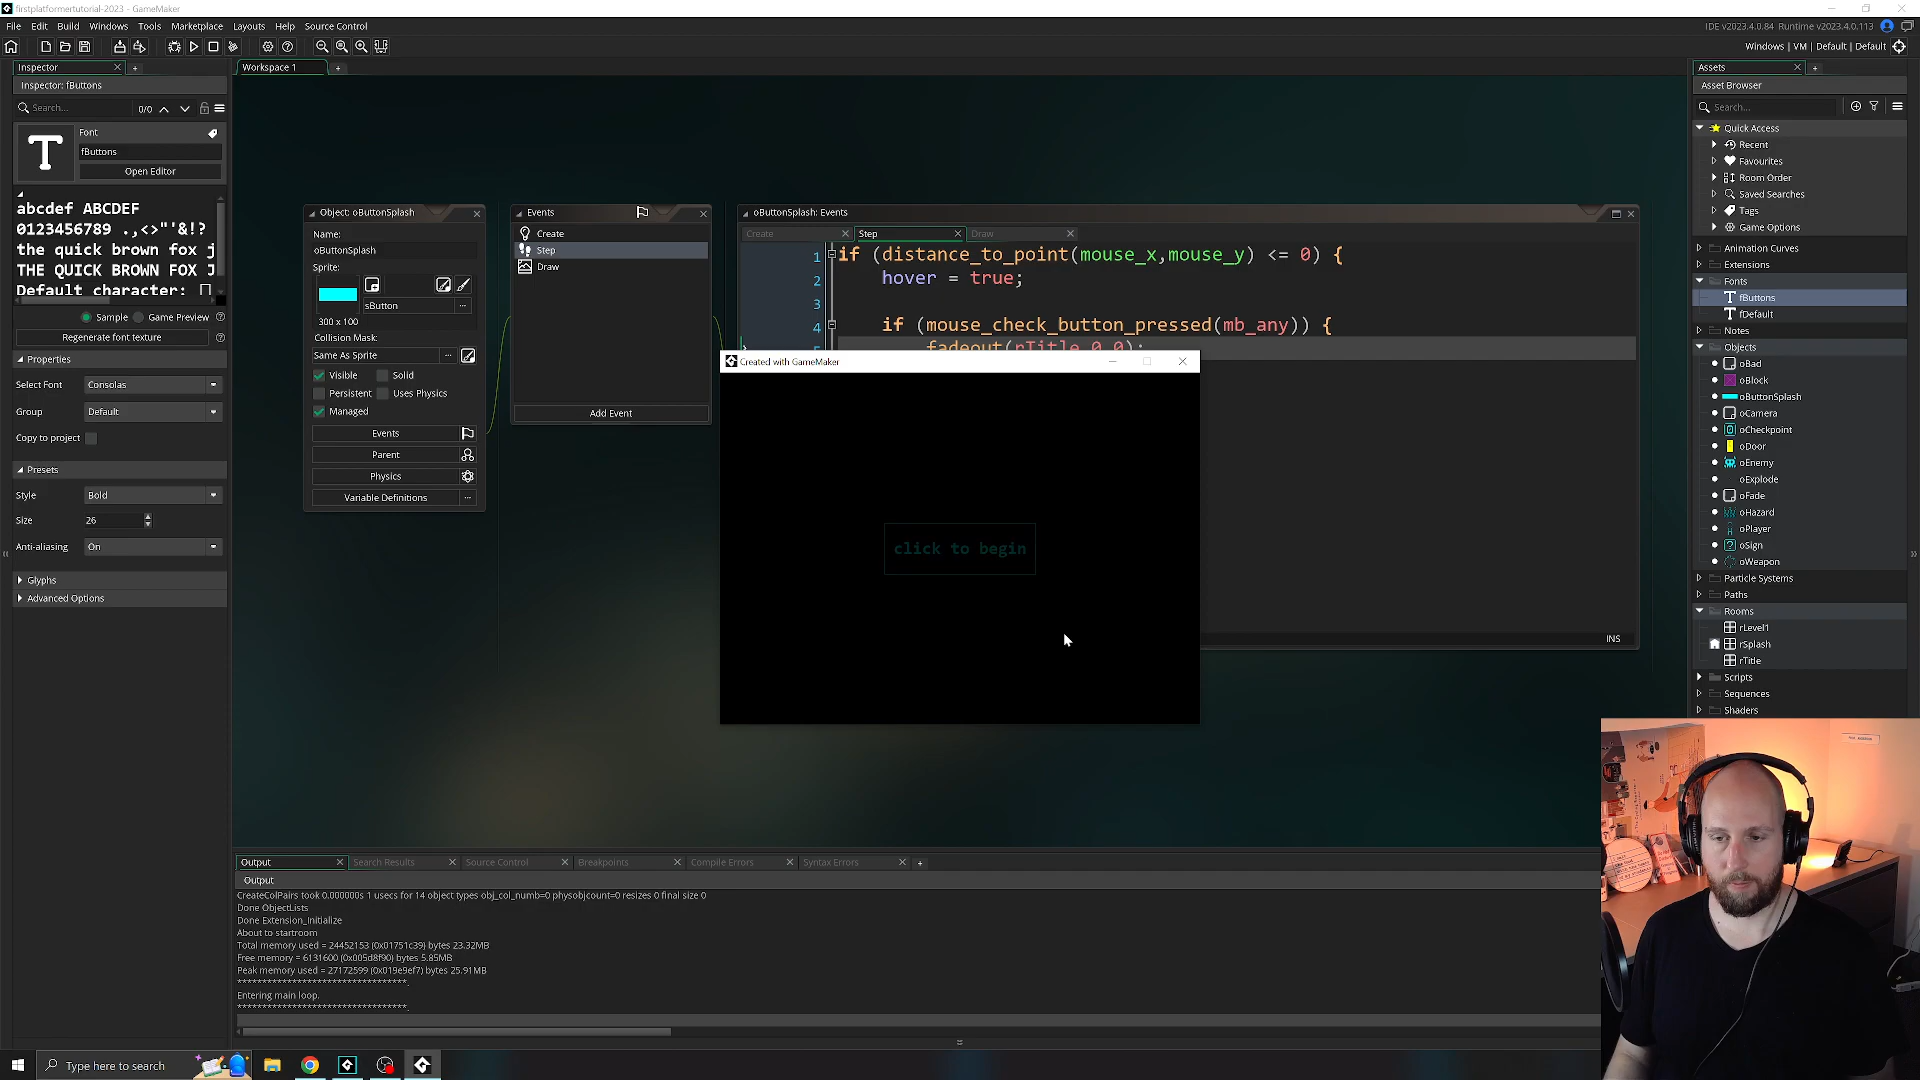 firstplatformertutorial-2023 - GameMaker
File Edit Build Windows Tools Marketplace Layouts Help Source Control
IDE v2023.4.0.84 Runtime v2023.4.0.113
Windows | VM | Default | Default
Inspector
Inspector: fButtons
Search...
0/0
Font
fButtons
Open Editor
abcdef ABCDEF
0123456789 .,<>"'&!?
the quick brown fox j
THE QUICK BROWN FOX J
Default character: ▯
Sample Game Preview
Regenerate font texture
Properties
Select Font Consolas
Group Default
Copy to project
Presets
Style Bold
Size 26
Anti-aliasing On
Glyphs
Advanced Options
Workspace 1
Object: oButtonSplash
Name:
oButtonSplash
Sprite:
sButton
300 x 100
Collision Mask:
Same As Sprite
Visible Solid
Persistent Uses Physics
Managed
Events
Parent
Physics
Variable Definitions
Events
Create
Step
Draw
Add Event
oButtonSplash: Events
Create Step Draw
1 if (distance_to_point(mouse_x,mouse_y) <= 0) {
2 hover = true;
3
4 if (mouse_check_button_pressed(mb_any)) {
fadeout(rTitle,0,0);
INS
Created with GameMaker
click to begin
Output Search Results Source Control Breakpoints Compile Errors Syntax Errors
Output
CreateColPairs took 0.000000s 1 usecs for 14 object types obj_col_numb=0 physobjcount=0 resizes 0 final size 0
Done ObjectLists
Done Extension_Initialize
About to startroom
Total memory used = 24452153 (0x01751c39) bytes 23.32MB
Free memory = 6131600 (0x005d8f90) bytes 5.85MB
Peak memory used = 27172599 (0x019e9ef7) bytes 25.91MB
***********************************.
Entering main loop.
***********************************.
Assets
Asset Browser
Search...
Quick Access
Recent
Favourites
Room Order
Saved Searches
Tags
Game Options
Animation Curves
Extensions
Fonts
fButtons
fDefault
Notes
Objects
oBad
oBlock
oButtonSplash
oCamera
oCheckpoint
oDoor
oEnemy
oExplode
oFade
oHazard
oPlayer
oSign
oWeapon
Particle Systems
Paths
Rooms
rLevel1
rSplash
rTitle
Scripts
Sequences
Shaders
Type here to search